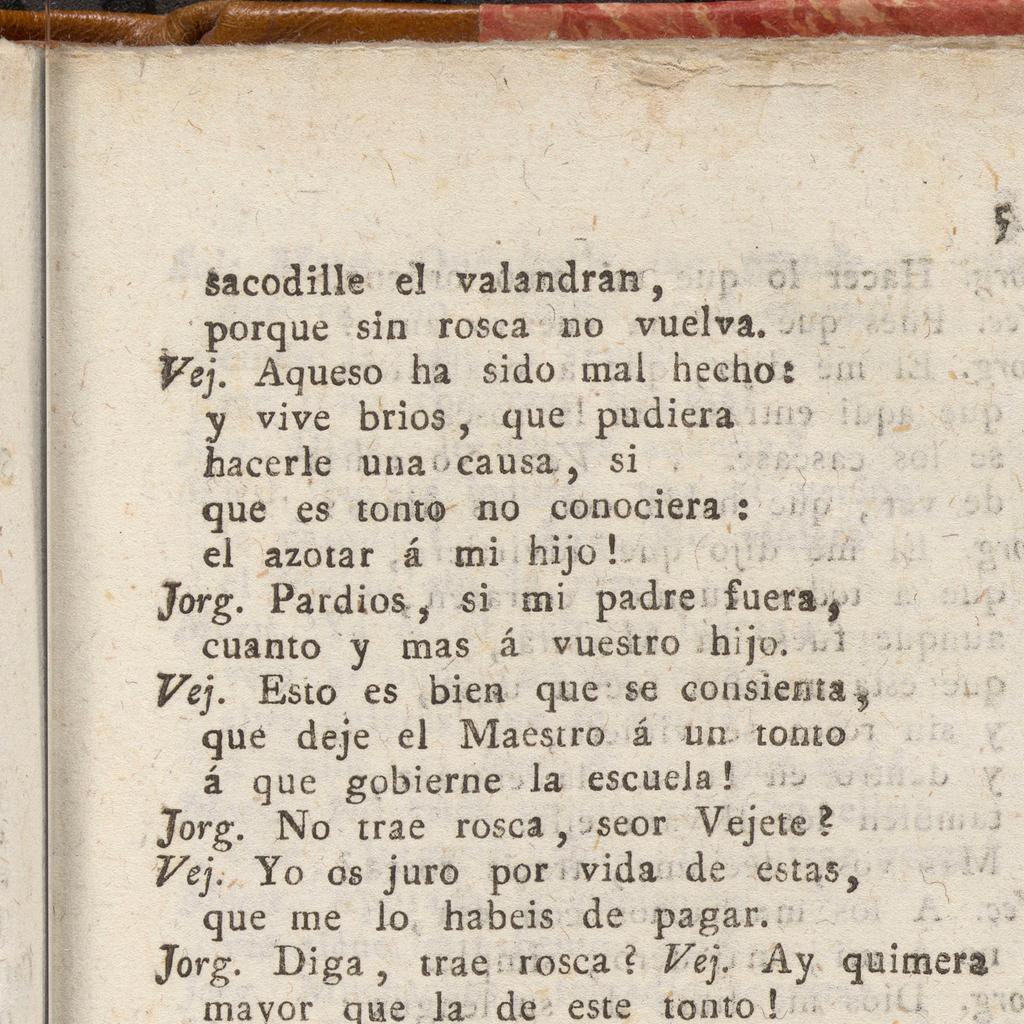 5
sacodille el valandran,
porque sin rosca no vuelva.
Vej. Aqueso ha sido mal hecho:
y vive brios, que pudiera
hacerle una causa, si
que es tonto no conociera:
el azotar á mi hijo!
Jorg. Pardios, si mi padre fuera,
cuanto y mas á vuestro hijo.
Vej. Esto es bien que se consienta,
que deje el Maestro á un tonto
á que gobierne la escuela!
Jorg. No trae rosca, seor Vejete?
Vej. Yo os juro por vida de estas,
que me lo habeis de pagar.
Jorg. Diga, trae rosca? Vej. Ay quimera
mayor que la de este tonto!